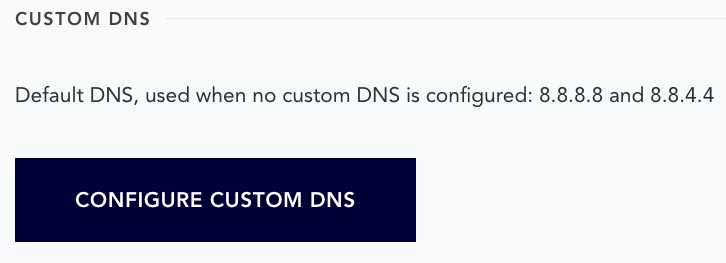 CUSTOM DNS
Default DNS, used when no custom DNS is configured: 8.8.8.8 and 8.8.4.4
CONFIGURE CUSTOM DNS